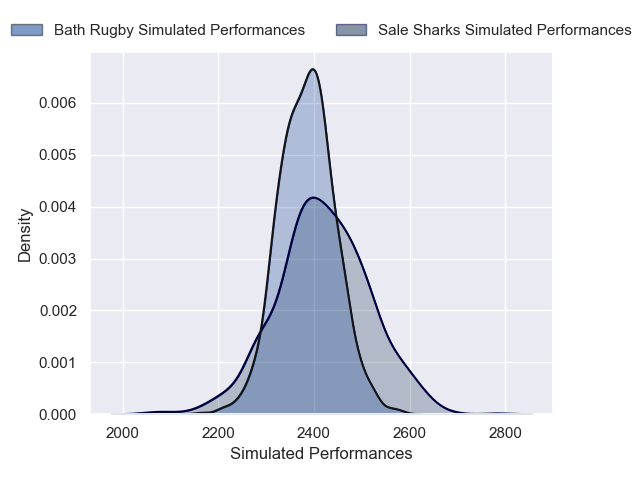 Bath Rugby Simulated Performances
Sale Sharks Simulated Performances
0.006
0.005
0.004
0.003
0.002
0.001
0.000
Density
2000 2200 2400 2600 2800
Simulated Performances